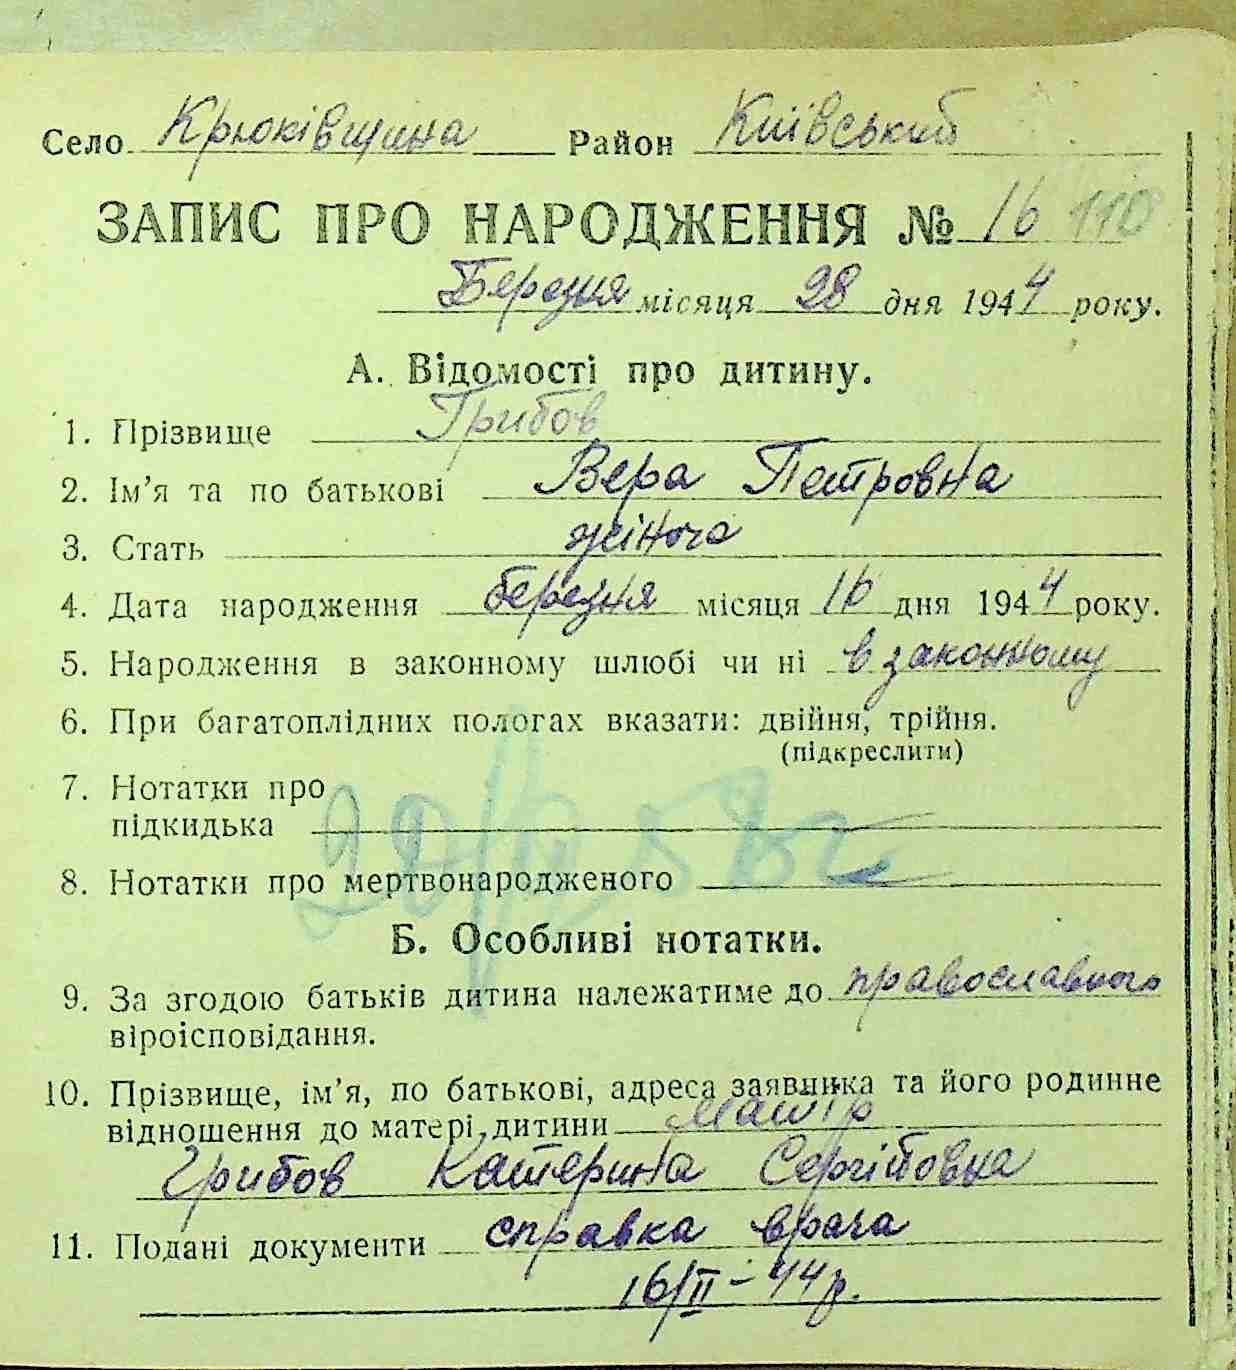 Село Крюківщина Район Київський
ЗАПИС ПРО НАРОДЖЕННЯ № 16 110
Березня місяця 28 дня 1944 року.
А. Відомості про дитину.
1. Прізвище Грибов
2. Ім’я та по батькові Вера Петровна
3. Стать жіноча
4. Дата народження березня місяця 16 дня 1944 року.
5. Народження в законному шлюбі чи ні в законному
6. При багатоплідних пологах вказати: двійня, трійня.
(підкреслити)
7. Нотатки про
підкидька
8. Нотатки про мертвонародженого
Б. Особливі нотатки.
9. За згодою батьків дитина належатиме до православного
віроісповідання.
10. Прізвище, ім’я, по батькові, адреса заявника та його родинне
відношення до матері, дитини Матір
Грибов Катерина Сергіївовна
11. Подані документи справка врача
16/II - 44 р.